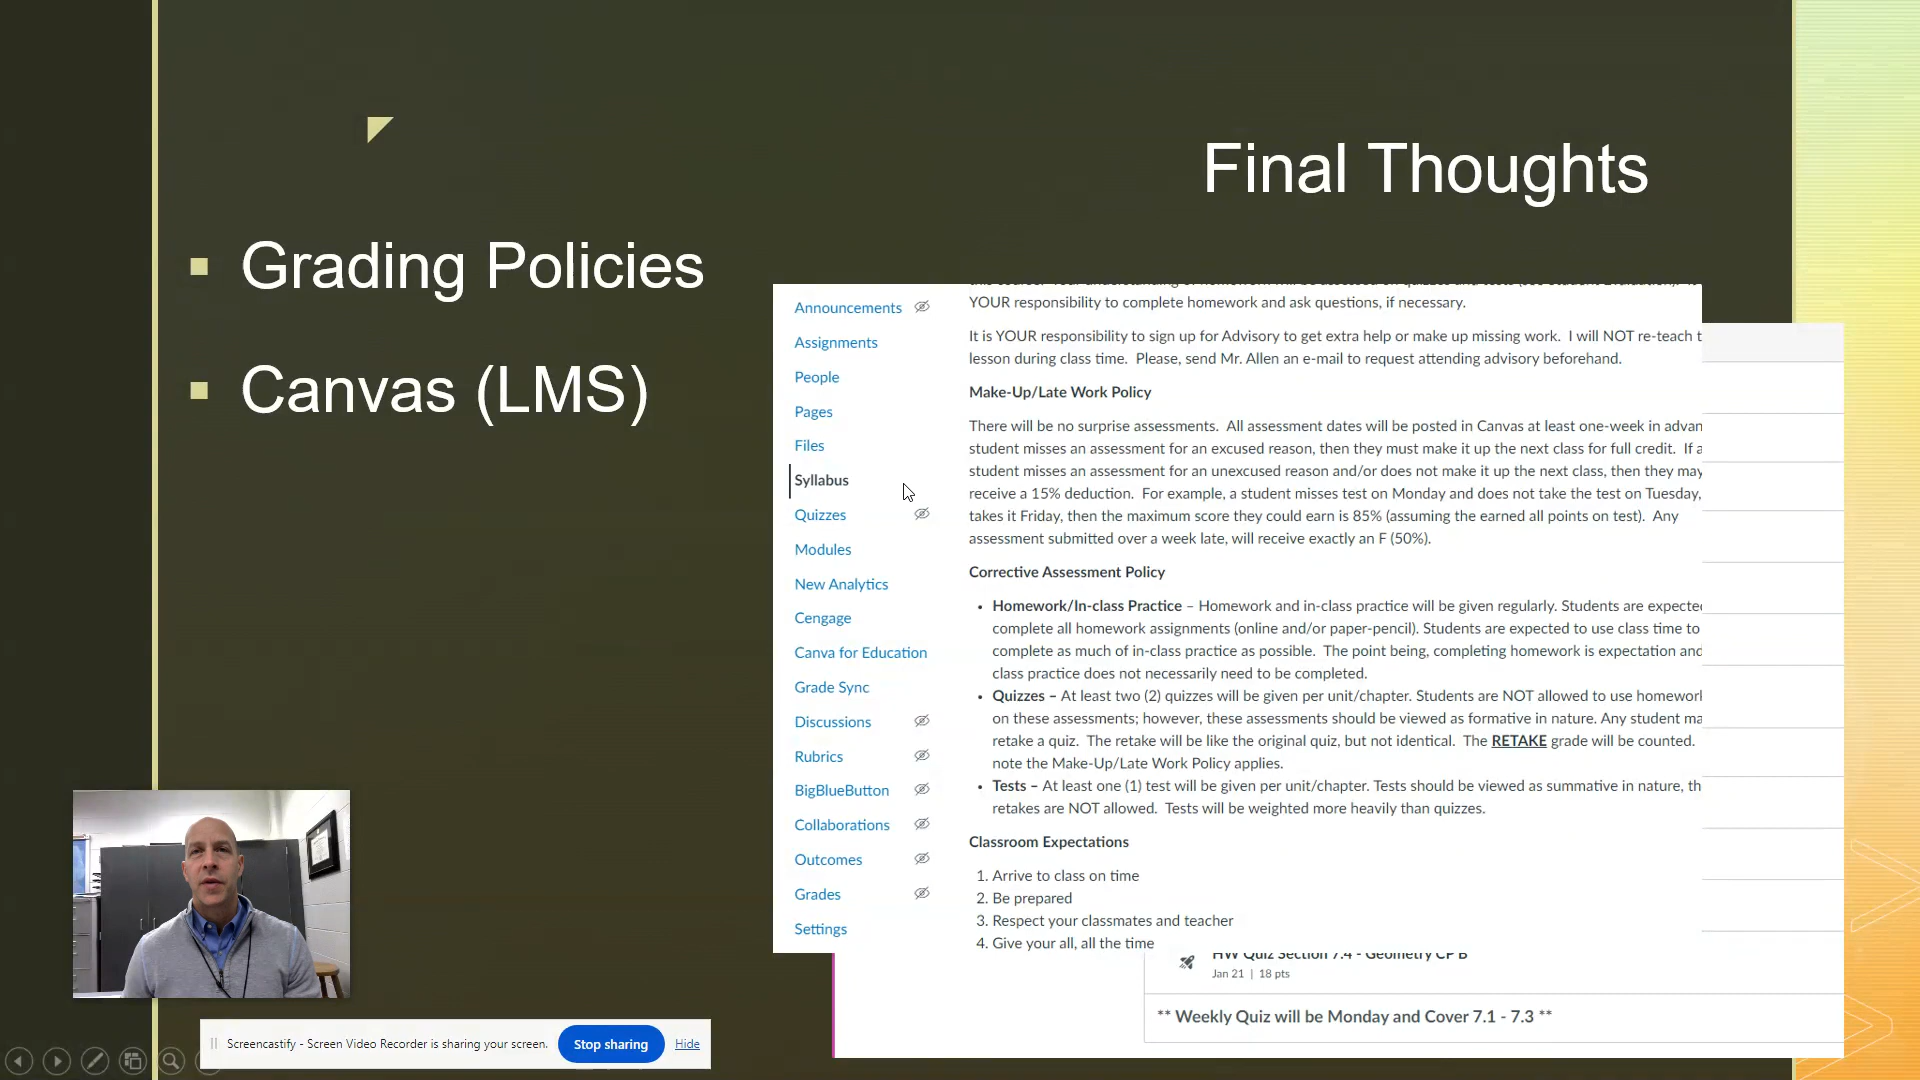 Final Thoughts
Grading Policies
Canvas (LMS)
Announcements
Assignments
People
Pages
Files
Syllabus
Quizzes
Modules
New Analytics
Cengage
Canva for Education
Grade Sync
Discussions
Rubrics
BigBlueButton
Collaborations
Outcomes
Grades
Settings
YOUR responsibility to complete homework and ask questions, if necessary.
It is YOUR responsibility to sign up for Advisory to get extra help or make up missing work.  I will NOT re-teach t
lesson during class time.  Please, send Mr. Allen an e-mail to request attending advisory beforehand.
Make-Up/Late Work Policy
There will be no surprise assessments.  All assessment dates will be posted in Canvas at least one-week in advan
student misses an assessment for an excused reason, then they must make it up the next class for full credit.  If a
student misses an assessment for an unexcused reason and/or does not make it up the next class, then they may
receive a 15% deduction.  For example, a student misses test on Monday and does not take the test on Tuesday,
takes it Friday, then the maximum score they could earn is 85% (assuming the earned all points on test).  Any
assessment submitted over a week late, will receive exactly an F (50%).
Corrective Assessment Policy
• Homework/In-class Practice – Homework and in-class practice will be given regularly. Students are expected
complete all homework assignments (online and/or paper-pencil). Students are expected to use class time to
complete as much of in-class practice as possible.  The point being, completing homework is expectation and
class practice does not necessarily need to be completed.
• Quizzes – At least two (2) quizzes will be given per unit/chapter. Students are NOT allowed to use homework
on these assessments; however, these assessments should be viewed as formative in nature. Any student ma
retake a quiz.  The retake will be like the original quiz, but not identical.  The RETAKE grade will be counted.
note the Make-Up/Late Work Policy applies.
• Tests – At least one (1) test will be given per unit/chapter. Tests should be viewed as summative in nature, th
retakes are NOT allowed.  Tests will be weighted more heavily than quizzes.
Classroom Expectations
1. Arrive to class on time
2. Be prepared
3. Respect your classmates and teacher
4. Give your all, all the time
HW Quiz Section 7.4 - Geometry CP B
Jan 21 | 18 pts
** Weekly Quiz will be Monday and Cover 7.1 - 7.3 **
Screencastify - Screen Video Recorder is sharing your screen.
Stop sharing
Hide